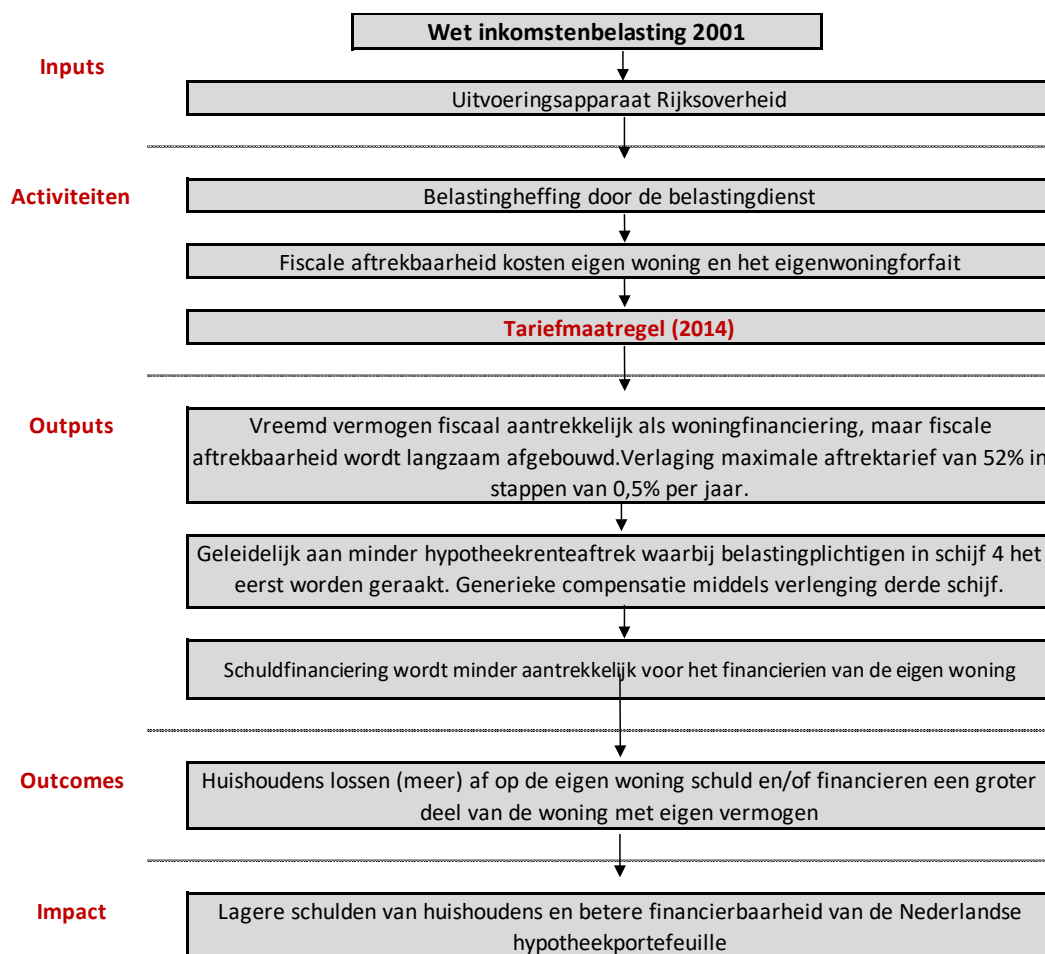 Wet inkomstenbelasting 2001
Inputs
Uitvoeringsapparaat Rijksoverheid
Activiteiten
Belastingheffing door de belastingdienst
Fiscale aftrekbaarheid kosten eigen woning en het eigenwoningforfait
Tariefmaatregel (2014)
Outputs
Vreemd vermogen fiscaal aantrekkelijk als woningfinanciering, maar fiscale
aftrekbaarheid wordt langzaam afgebouwd.Verlaging maximale aftrektarief van 52% in
stappen van 0,5% per jaar.
Geleidelijk aan minder hypotheekrenteaftrek waarbij belastingplichtigen in schijf 4 het
eerst worden geraakt. Generieke compensatie middels verlenging derde schijf.
Schuldfinanciering wordt minder aantrekkelijk voor het financierien van de eigen woning
Outcomes
Huishoudens lossen (meer) af op de eigen woning schuld en/of financieren een groter
deel van de woning met eigen vermogen
Impact
Lagere schulden van huishoudens en betere financierbaarheid van de Nederlandse
hypotheekportefeuille